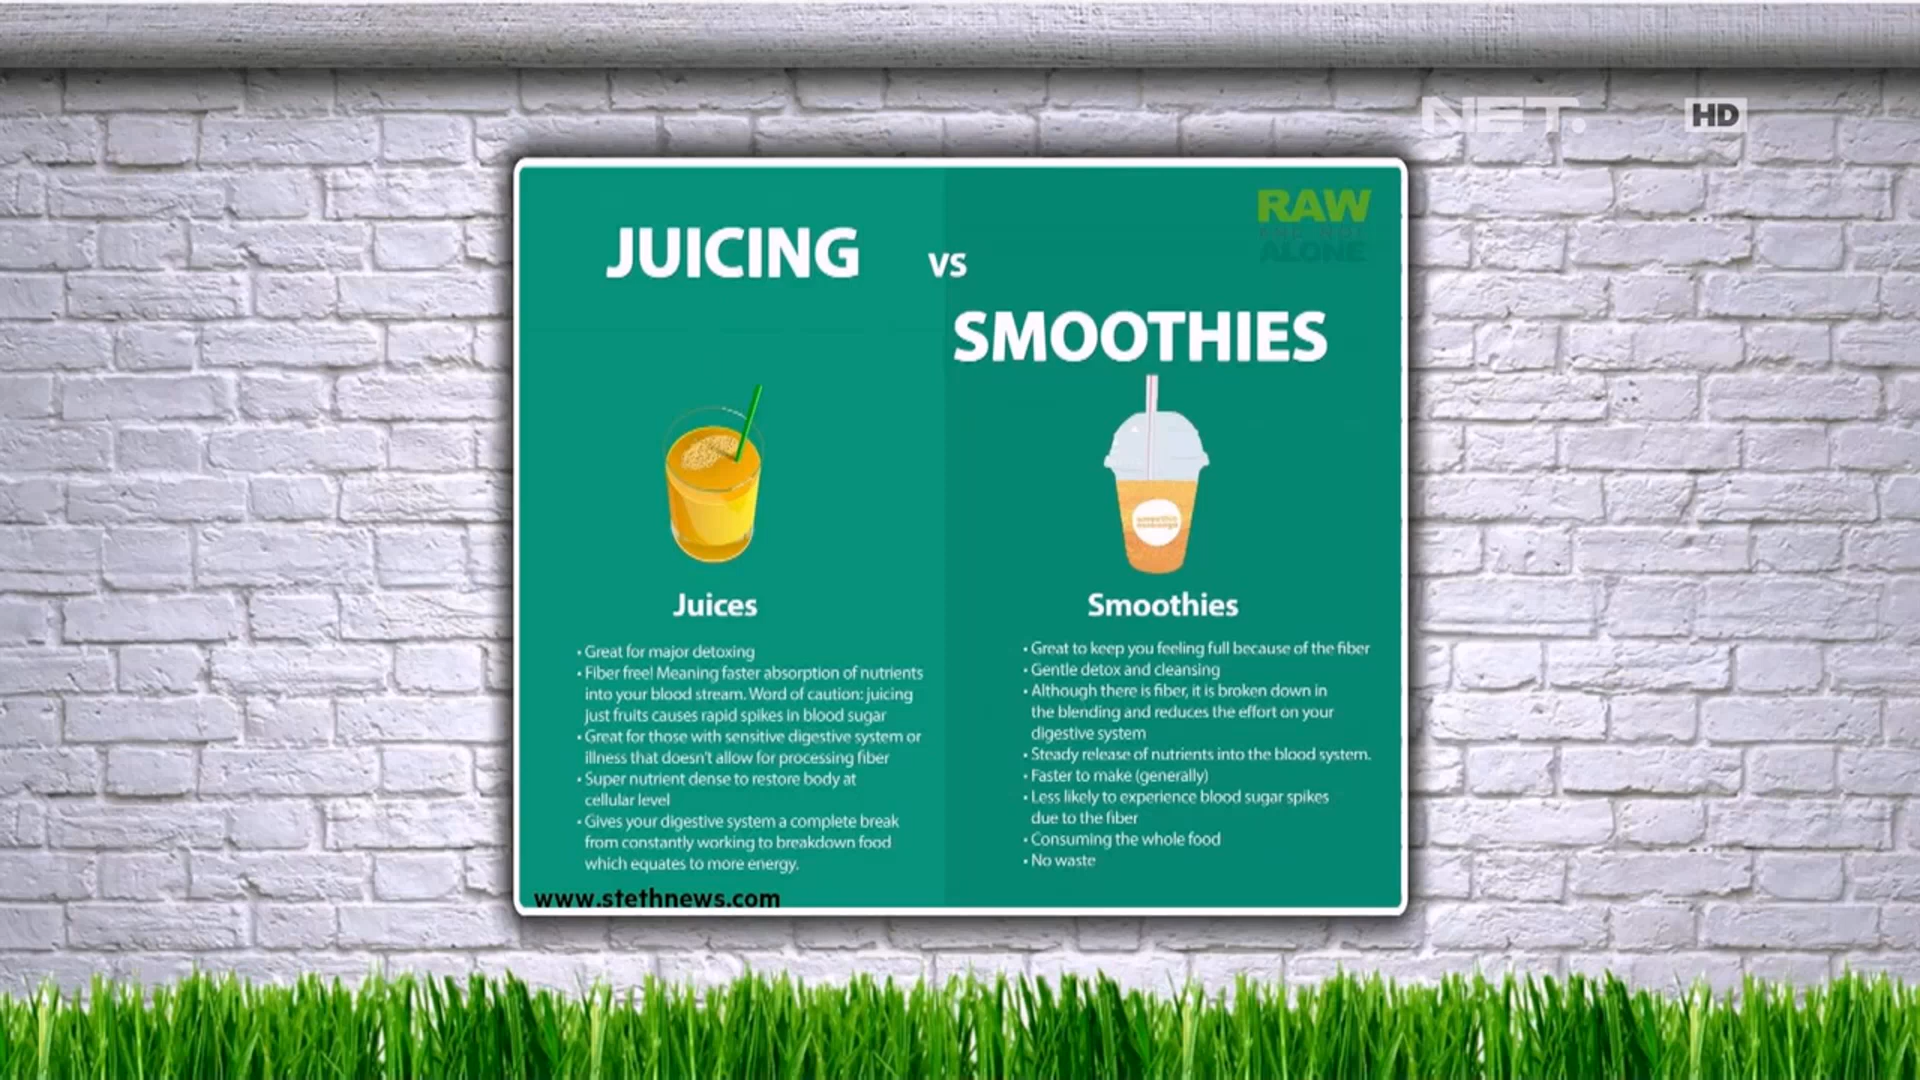 NET.
HD
RAW
ALONE
JUICING vs
SMOOTHIES
Juices
• Great for major detoxing
• Fiber free! Meaning faster absorption of nutrients
into your blood stream. Word of caution: juicing
just fruits causes rapid spikes in blood sugar
• Great for those with sensitive digestive system or
illness that doesn't allow for processing fiber
• Super nutrient dense to restore body at
cellular level
• Gives your digestive system a complete break
from constantly working to breakdown food
which equates to more energy.
Smoothies
• Great to keep you feeling full because of the fiber
• Gentle detox and cleansing
• Although there is fiber, it is broken down in
the blending and reduces the effort on your
digestive system
• Steady release of nutrients into the blood system.
• Faster to make (generally)
• Less likely to experience blood sugar spikes
due to the fiber
• Consuming the whole food
• No waste
www.stethnews.com